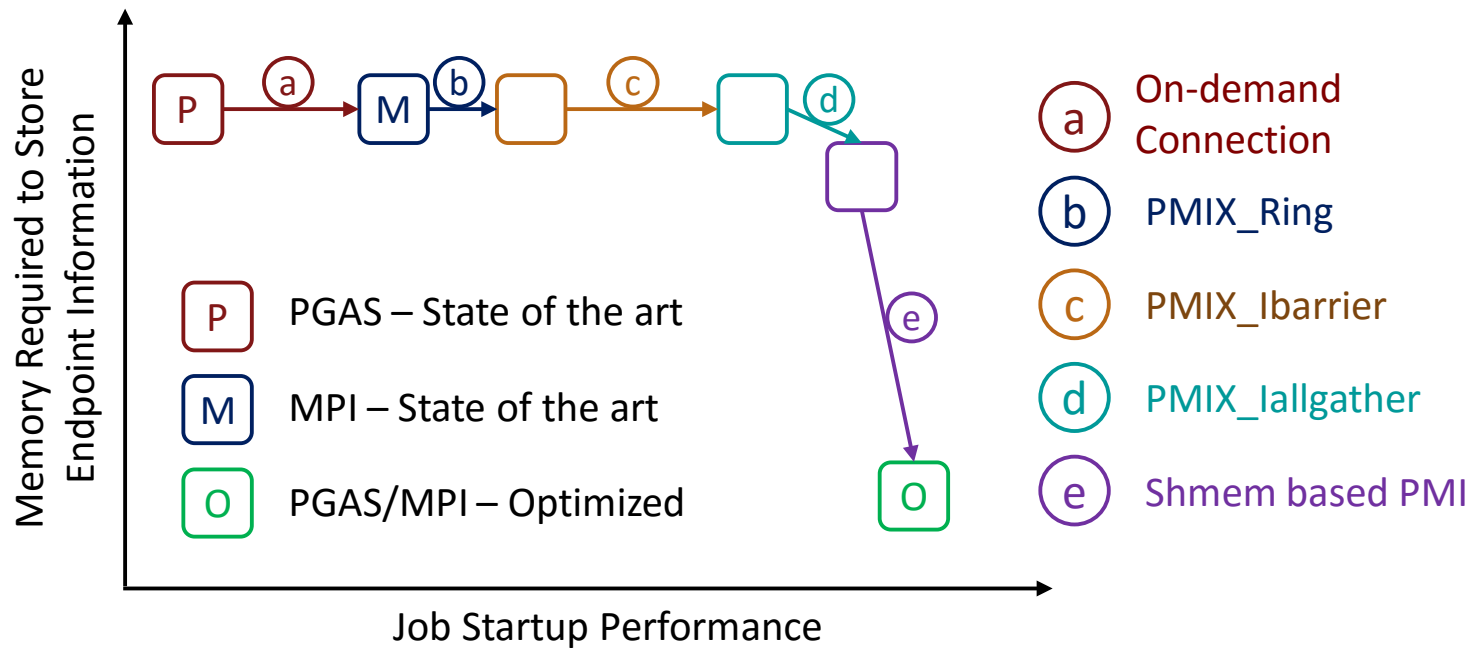 Memory Required to Store
Endpoint Information
P
a
M
b
c
d
e
O
P
PGAS – State of the art
M
MPI – State of the art
O
PGAS/MPI – Optimized
a
On-demand
Connection
b
PMIX_Ring
c
PMIX_Ibarrier
d
PMIX_Iallgather
e
Shmem based PMI
Job Startup Performance